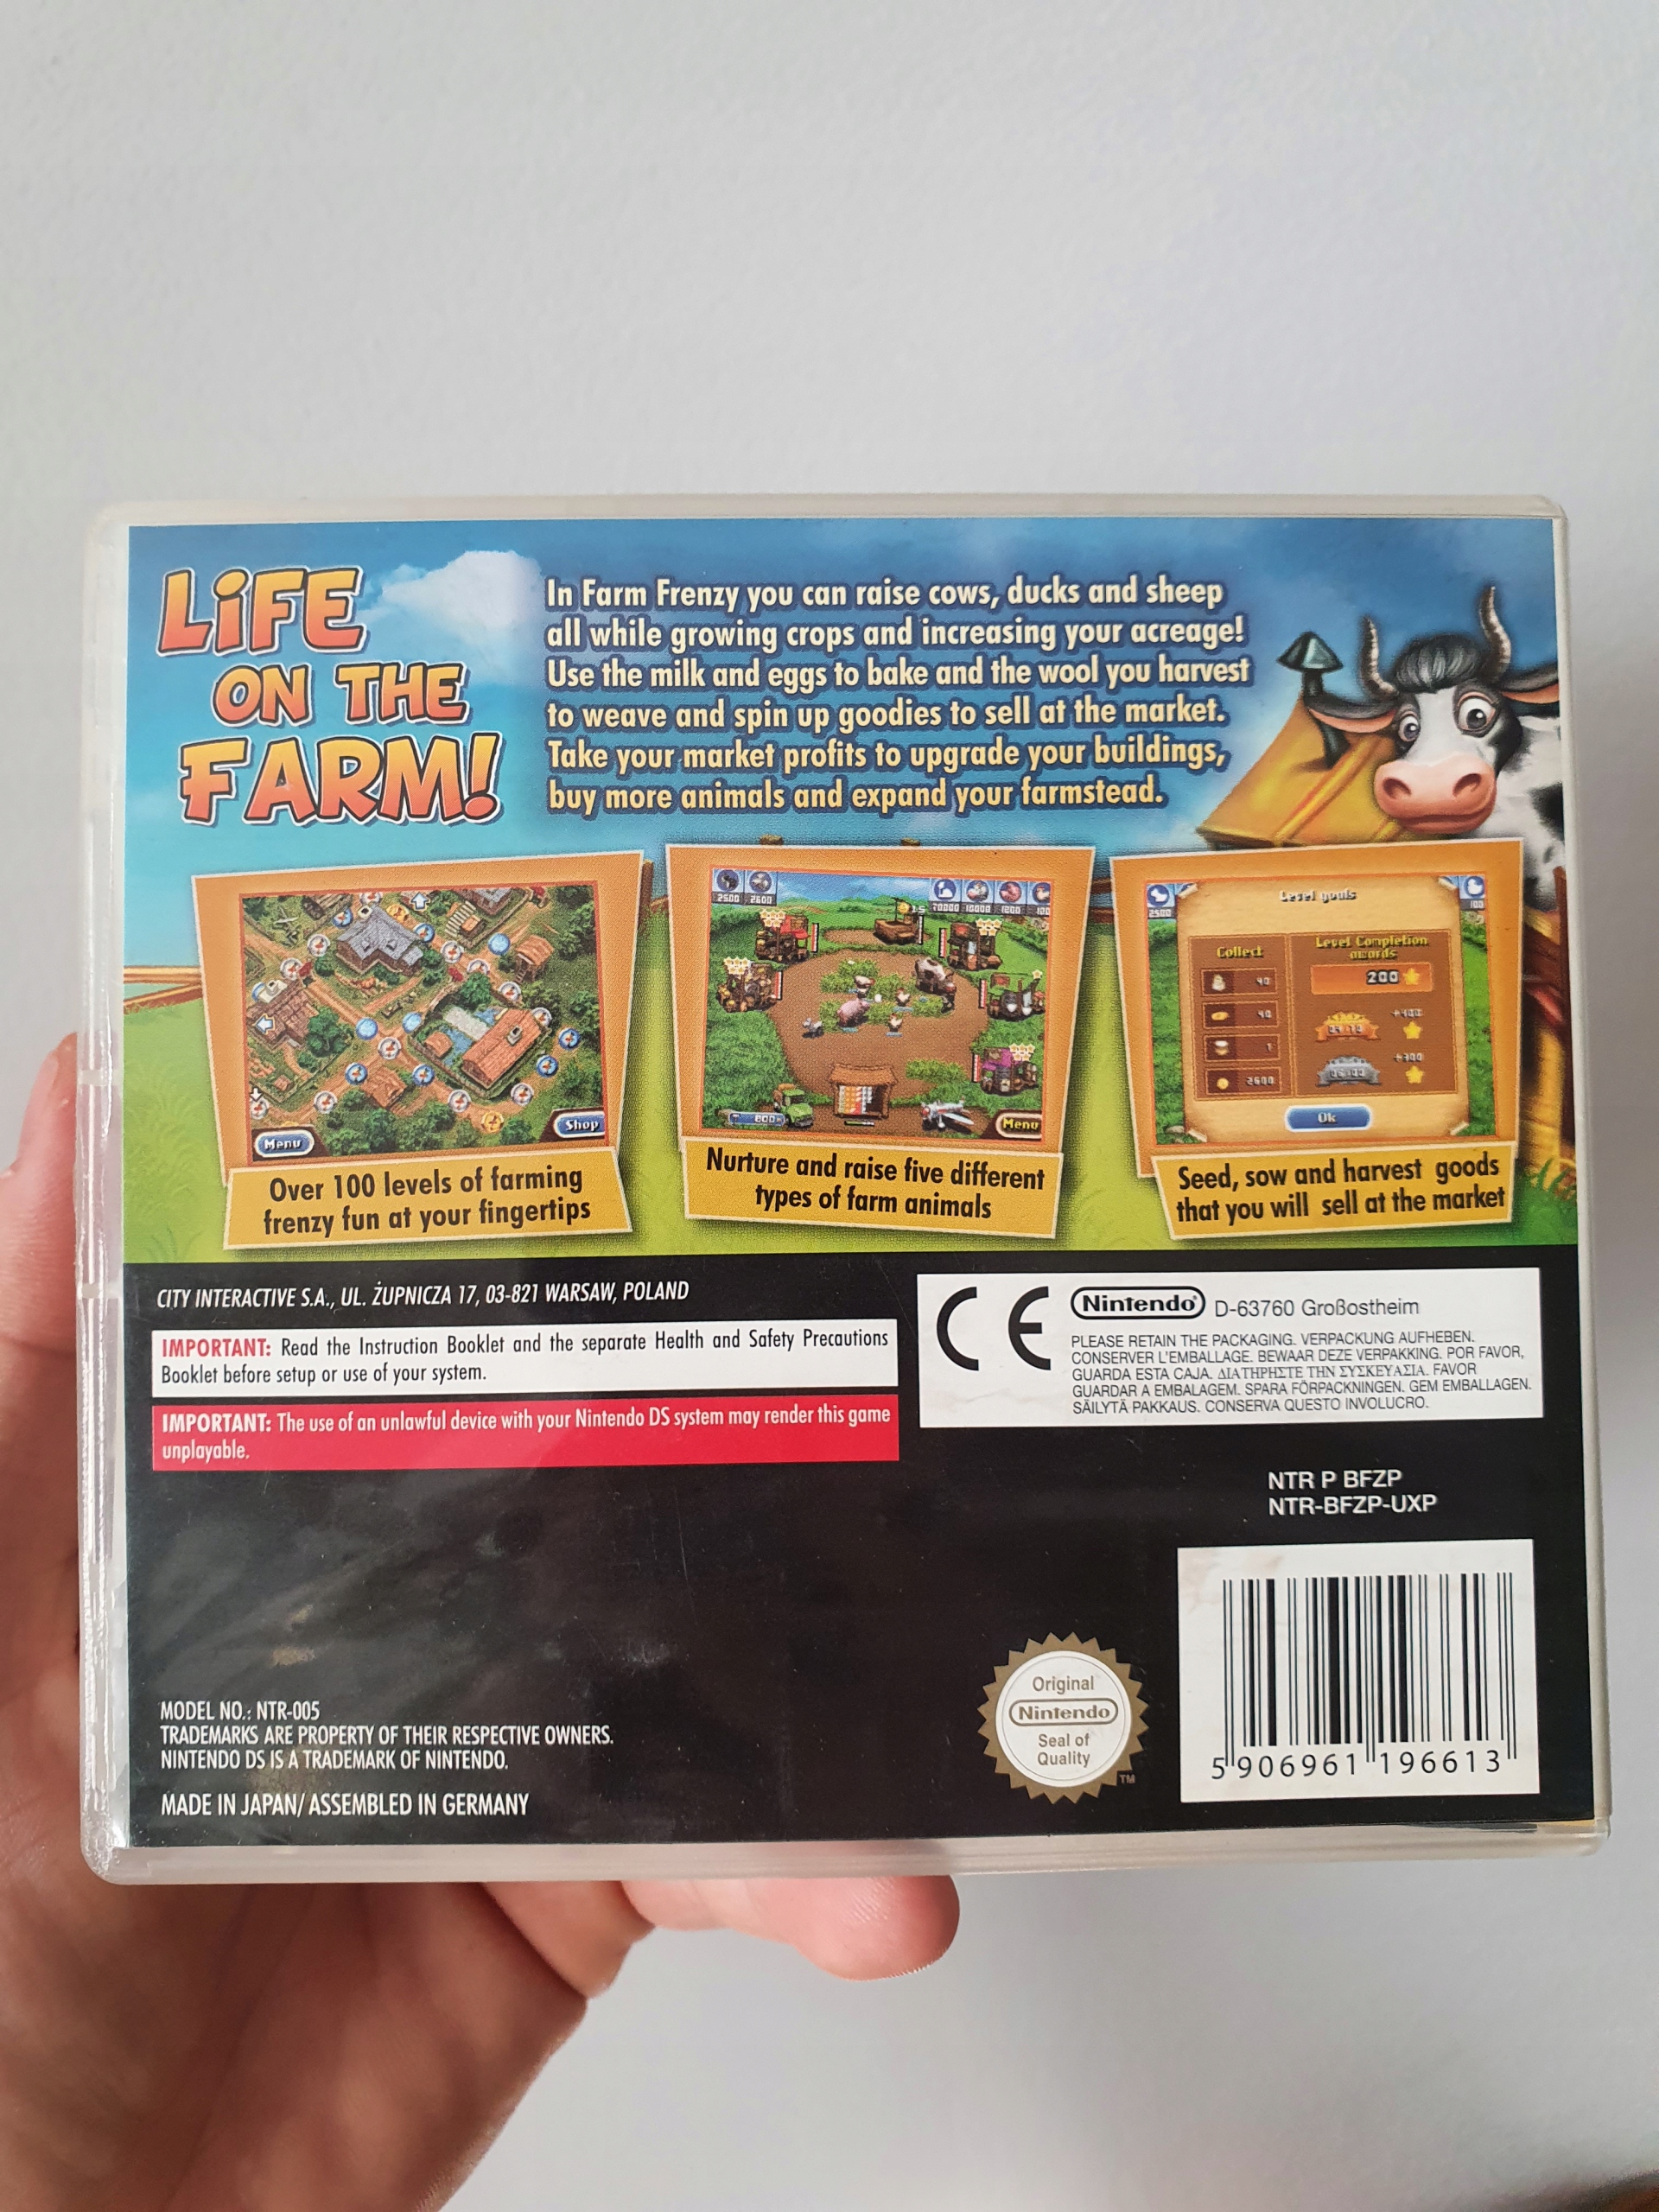 LiFE
ON THE
FARM!
In Farm Frenzy you can raise cows, ducks and sheep
all while growing crops and increasing your acreage!
Use the milk and eggs to bake and the wool you harvest
to weave and spin up goodies to sell at the market.
Take your market profits to upgrade your buildings,
buy more animals and expand your farmstead.
Menu
Shop
Over 100 levels of farming
frenzy fun at your fingertips
2500 2600
Menu
Nurture and raise five different
types of farm animals
2500
Level goals
100
Collect
Level Completion
awards
200
40
40
1
2600
+300
Ok
Seed, sow and harvest goods
that you will sell at the market
CITY INTERACTIVE S.A., UL. ŻUPNICZA 17, 03-821 WARSAW, POLAND
IMPORTANT: Read the Instruction Booklet and the separate Health and Safety Precautions
Booklet before setup or use of your system.
IMPORTANT: The use of an unlawful device with your Nintendo DS system may render this game
unplayable.
CE
Nintendo® D-63760 Großostheim
PLEASE RETAIN THE PACKAGING. VERPACKUNG AUFHEBEN.
CONSERVER L'EMBALLAGE. BEWAAR DEZE VERPAKKING. POR FAVOR,
GUARDA ESTA CAJA. ΔΙΑΤΗΡΗΣΤΕ ΤΗΝ ΣΥΣΚΕΥΑΣΙΑ. FAVOR
GUARDAR A EMBALAGEM. SPARA FÖRPACKNINGEN. GEM EMBALLAGEN.
SÄILYTÄ PAKKAUS. CONSERVA QUESTO INVOLUCRO.
NTR P BFZP
NTR-BFZP-UXP
MODEL NO.: NTR-005
TRADEMARKS ARE PROPERTY OF THEIR RESPECTIVE OWNERS.
NINTENDO DS IS A TRADEMARK OF NINTENDO.
MADE IN JAPAN/ ASSEMBLED IN GERMANY
Original
Nintendo
Seal of
Quality
TM
5 906961 196613